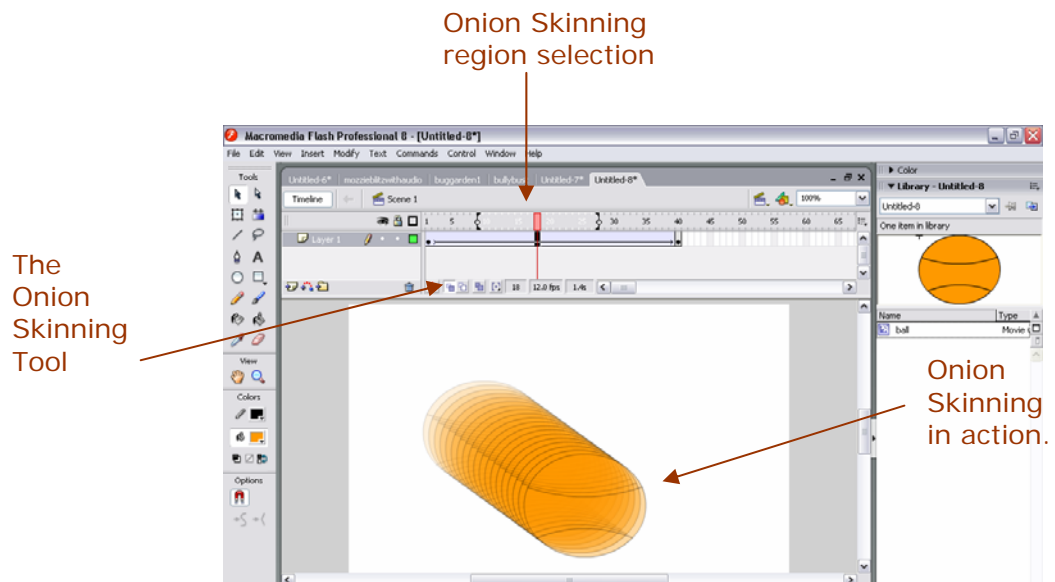 Onion Skinning
region selection
Macromedia Flash Professional 8 - [Untitled-8*]
File Edit View Insert Modify Text Commands Control Window Help
Tools
Untitled-6* mozzieblitzwithaudio buggarden1 bullybus Untitled-7* Untitled-8*
Color
Library - Untitled-8
Timeline Scene 1 100%
Untitled-8
One item in library
1 5 15 20 25 30 35 40 45 50 55 60 65
Layer 1
A
18 12.0 fps 1.4s
The
Onion
Skinning
Tool
Name Type
ball Movie
View
Colors
Options
Onion
Skinning
in action.